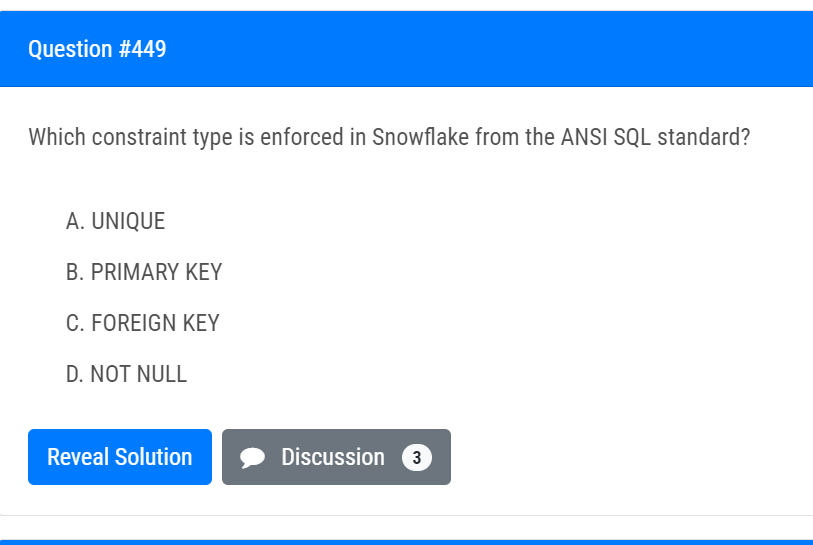 Question #449
Which constraint type is enforced in Snowflake from the ANSI SQL standard?
A. UNIQUE
B. PRIMARY KEY
C. FOREIGN KEY
D. NOT NULL
Reveal Solution Discussion 3